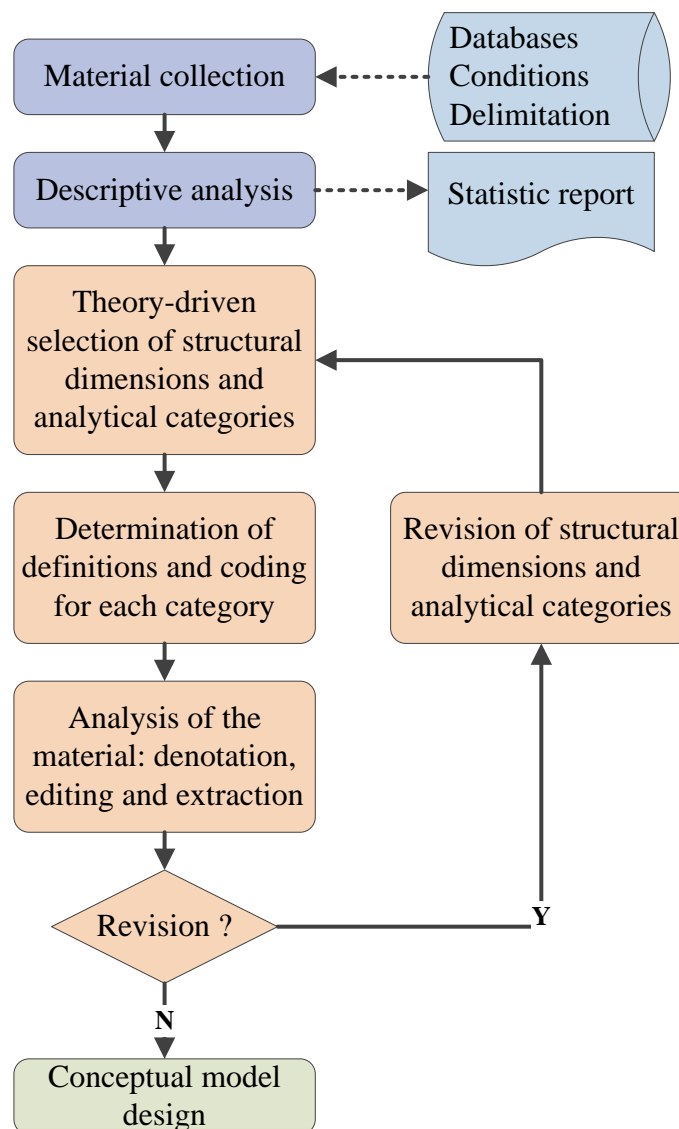 Material collection
Databases
Conditions
Delimitation
Descriptive analysis
Statistic report
Theory-driven
selection of structural
dimensions and
analytical categories
Determination of
definitions and coding
for each category
Revision of structural
dimensions and
analytical categories
Analysis of the
material: denotation,
editing and extraction
Revision ?
Y
N
Conceptual model
design